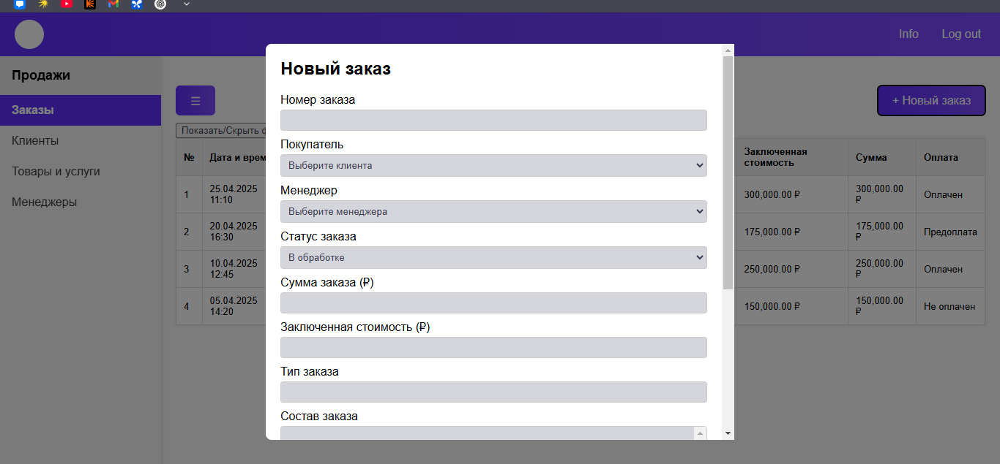 Info
Log out
Продажи
Заказы
Клиенты
Товары и услуги
Менеджеры
☰
+ Новый заказ
Показать/Скрыть ф
№
Дата и врем
Заключенная
стоимость
Сумма
Оплата
1
25.04.2025
11:10
300,000.00 ₽
300,000.00
₽
Оплачен
2
20.04.2025
16:30
175,000.00 ₽
175,000.00
₽
Предоплата
3
10.04.2025
12:45
250,000.00 ₽
250,000.00
₽
Оплачен
4
05.04.2025
14:20
150,000.00 ₽
150,000.00
₽
Не оплачен
Новый заказ
Номер заказа
Покупатель
Выберите клиента
Менеджер
Выберите менеджера
Статус заказа
В обработке
Сумма заказа (₽)
Заключенная стоимость (₽)
Тип заказа
Состав заказа